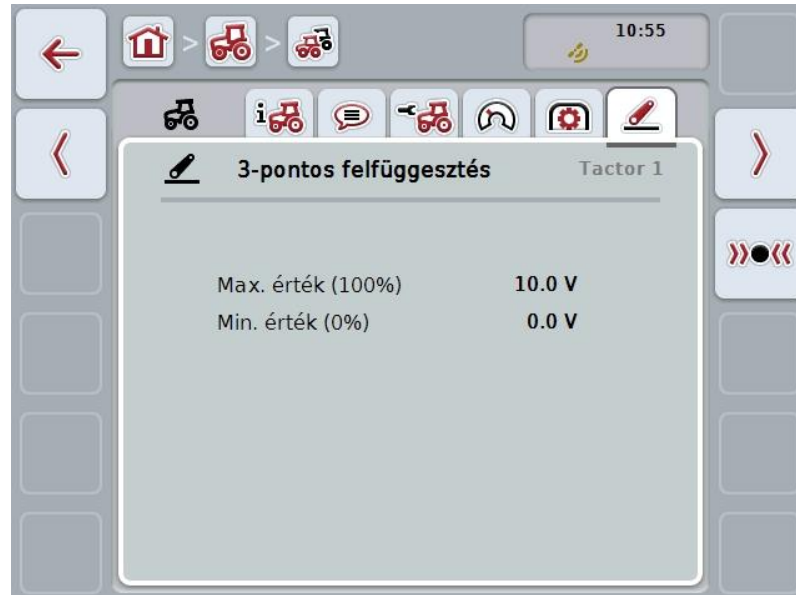 10:55
3-pontos felfüggesztés Tactor 1
Max. érték (100%) 10.0 V
Min. érték (0%) 0.0 V